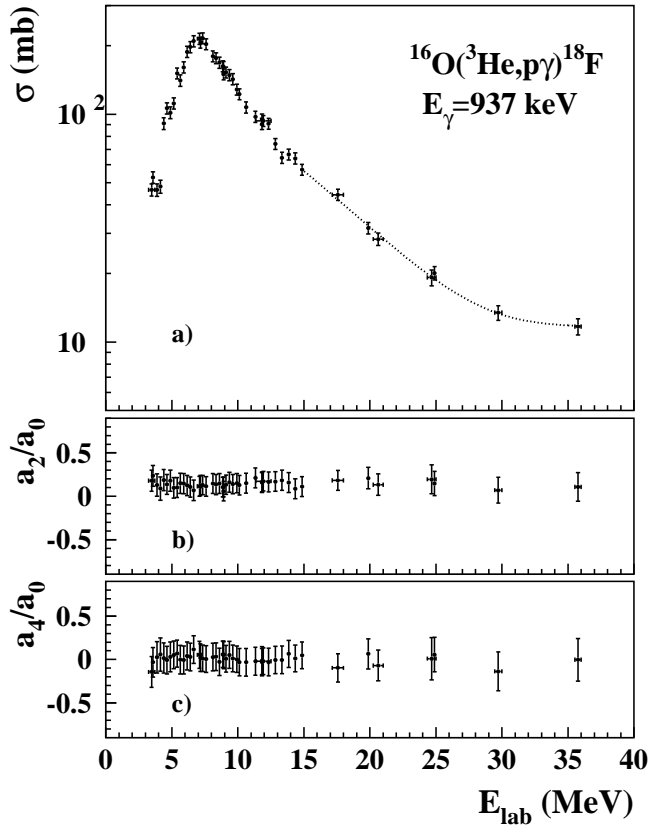 σ (mb)
¹⁶O(³He,pγ)¹⁸F
E_γ=937 keV
10²
10
a)
a₂/a₀
0.5
0
-0.5
b)
a₄/a₀
0.5
0
-0.5
c)
0 5 10 15 20 25 30 35 40
E_lab (MeV)